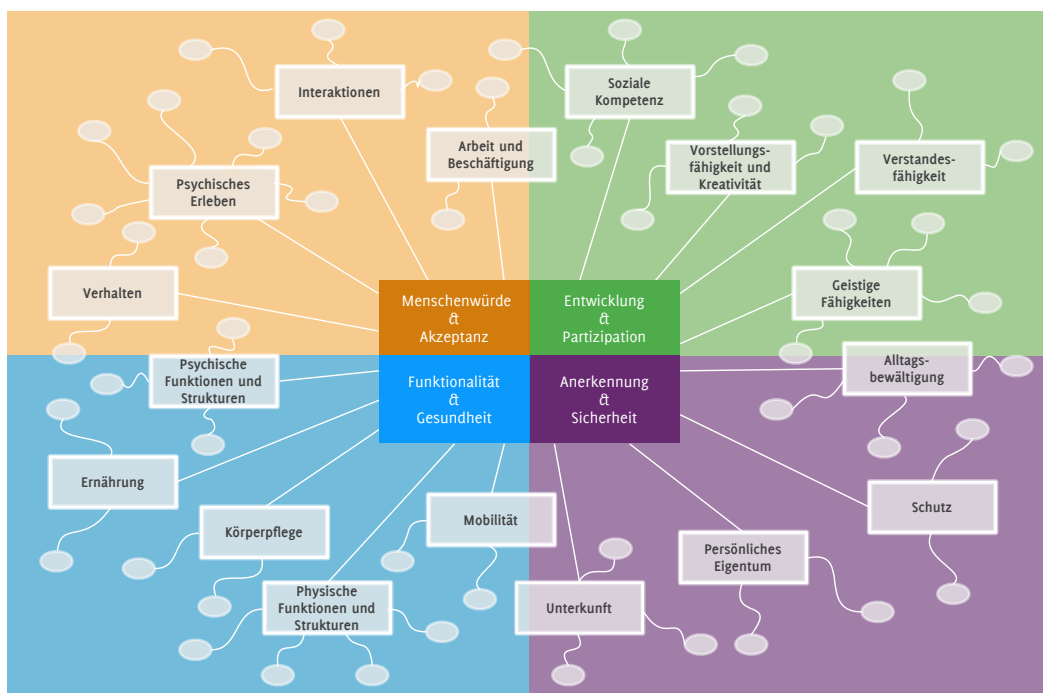 Interaktionen
Arbeit und
Beschäftigung
Psychisches
Erleben
Verhalten
Menschenwürde
&
Akzeptanz
Soziale
Kompetenz
Vorstellungs-
fähigkeit und
Kreativität
Verstandes-
fähigkeit
Geistige
Fähigkeiten
Entwicklung
&
Partizipation
Psychische
Funktionen und
Strukturen
Funktionalität
&
Gesundheit
Ernährung
Körperpflege
Mobilität
Physische
Funktionen und
Strukturen
Anerkennung
&
Sicherheit
Alltags-
bewältigung
Schutz
Persönliches
Eigentum
Unterkunft